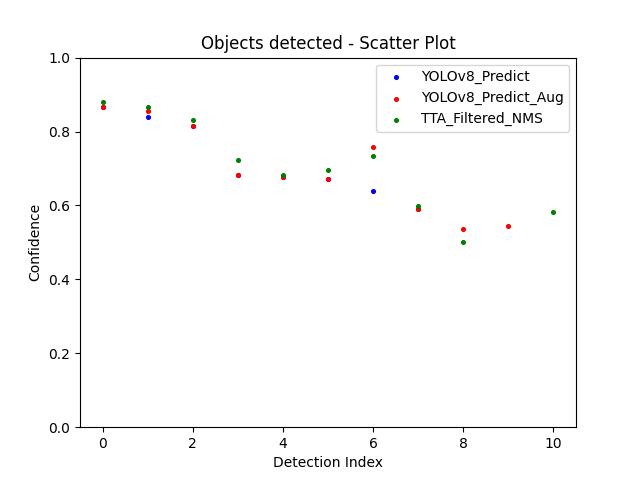 Objects detected - Scatter Plot
YOLOv8_Predict
YOLOv8_Predict_Aug
TTA_Filtered_NMS
1.0
0.8
0.6
0.4
0.2
0.0
Confidence
0 2 4 6 8 10
Detection Index